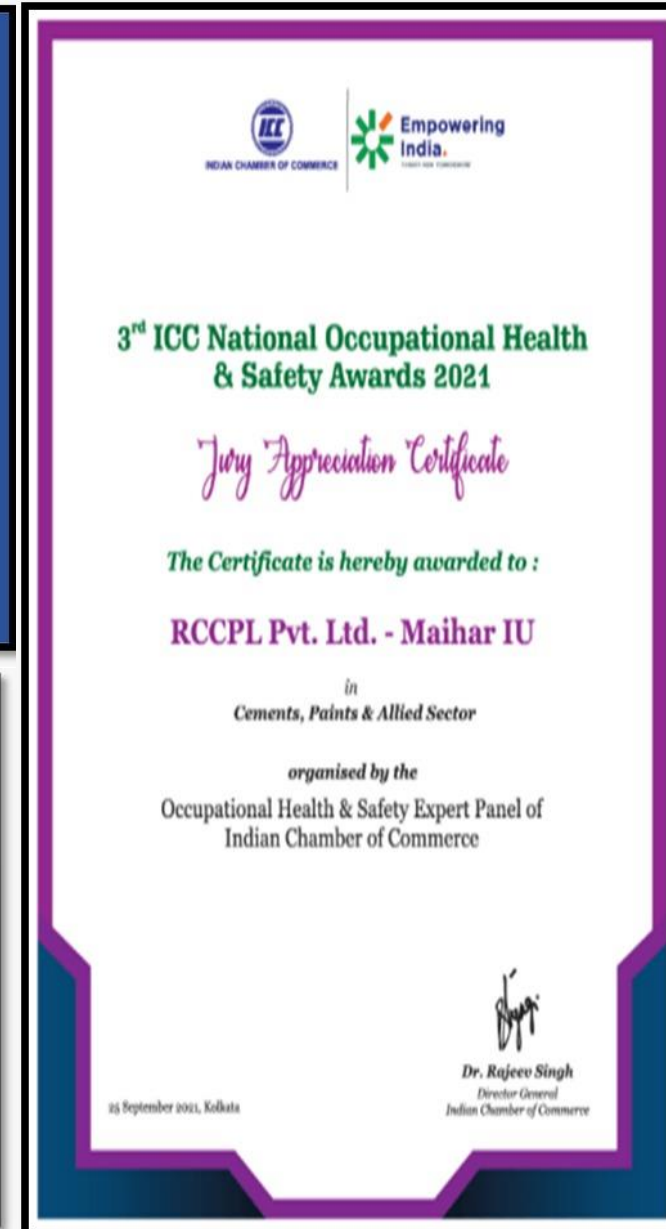 ICC
INDIAN CHAMBER OF COMMERCE
Empowering
India.
3rd ICC National Occupational Health
& Safety Awards 2021
Jury Appreciation Certificate
The Certificate is hereby awarded to :
RCCPL Pvt. Ltd. - Maihar IU
in
Cements, Paints & Allied Sector
organised by the
Occupational Health & Safety Expert Panel of
Indian Chamber of Commerce
Dr. Rajeev Singh
Director General
Indian Chamber of Commerce
25 September 2021, Kolkata